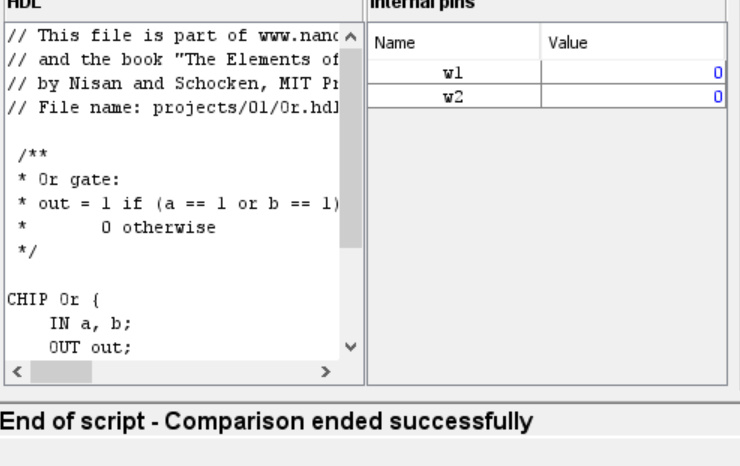 HDL
// This file is part of www.nand
// and the book "The Elements of
// by Nisan and Schocken, MIT Pr
// File name: projects/01/Or.hdl
/**
* Or gate:
* out = 1 if (a == 1 or b == 1)
*       0 otherwise
*/
CHIP Or {
IN a, b;
OUT out;
Internal pins
Name Value
w1 0
w2 0
End of script - Comparison ended successfully